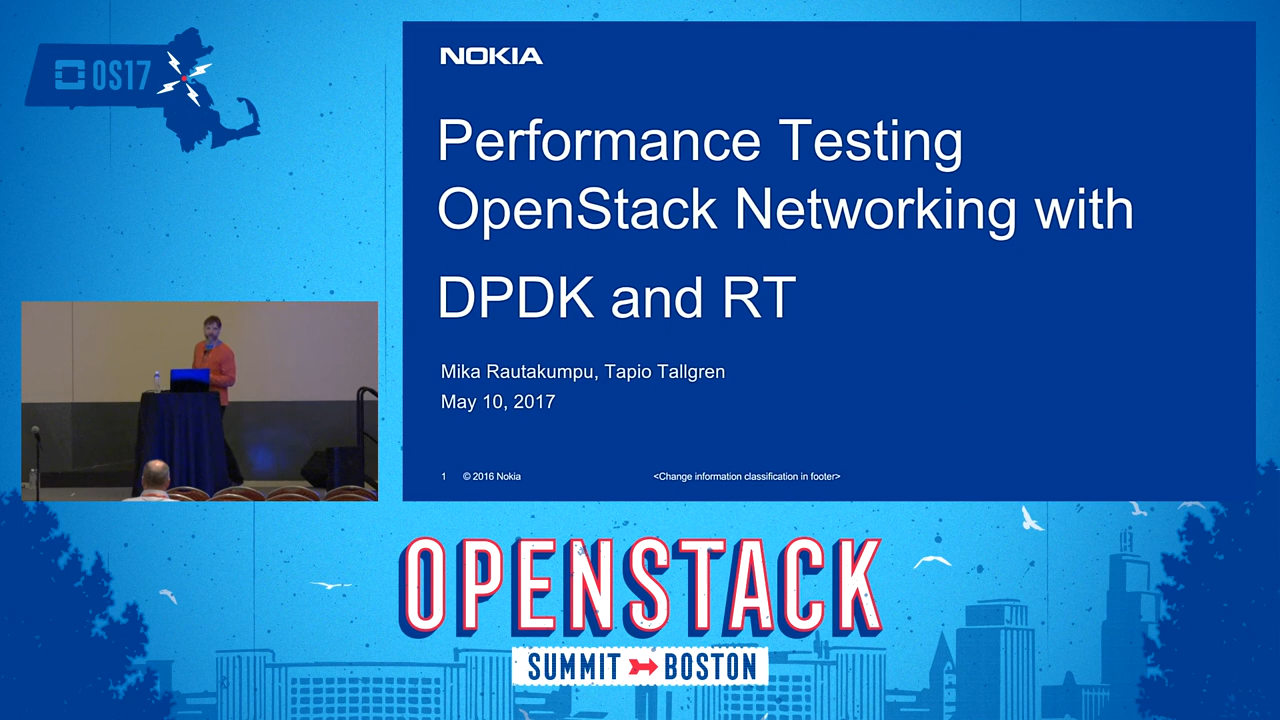 OS17
NOKIA
Performance Testing
OpenStack Networking with
DPDK and RT
Mika Rautakumpu, Tapio Tallgren
May 10, 2017
1 © 2016 Nokia <Change information classification in footer>
OPENSTACK
SUMMIT BOSTON